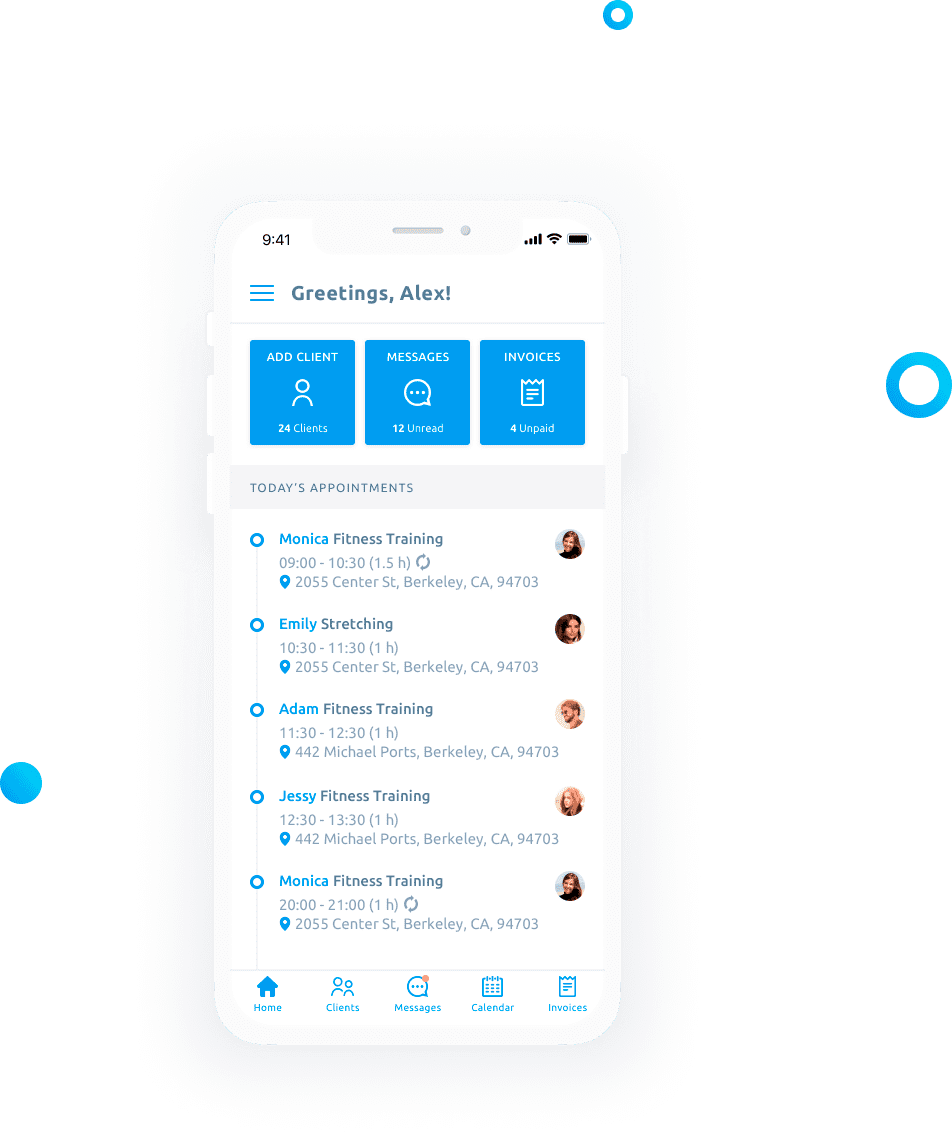 9:41
Greetings, Alex!
ADD CLIENT MESSAGES INVOICES
24 Clients 12 Unread 4 Unpaid
TODAY'S APPOINTMENTS
Monica Fitness Training
09:00 - 10:30 (1.5 h)
2055 Center St, Berkeley, CA, 94703
Emily Stretching
10:30 - 11:30 (1 h)
2055 Center St, Berkeley, CA, 94703
Adam Fitness Training
11:30 - 12:30 (1 h)
442 Michael Ports, Berkeley, CA, 94703
Jessy Fitness Training
12:30 - 13:30 (1 h)
442 Michael Ports, Berkeley, CA, 94703
Monica Fitness Training
20:00 - 21:00 (1 h)
2055 Center St, Berkeley, CA, 94703
Home Clients Messages Calendar Invoices